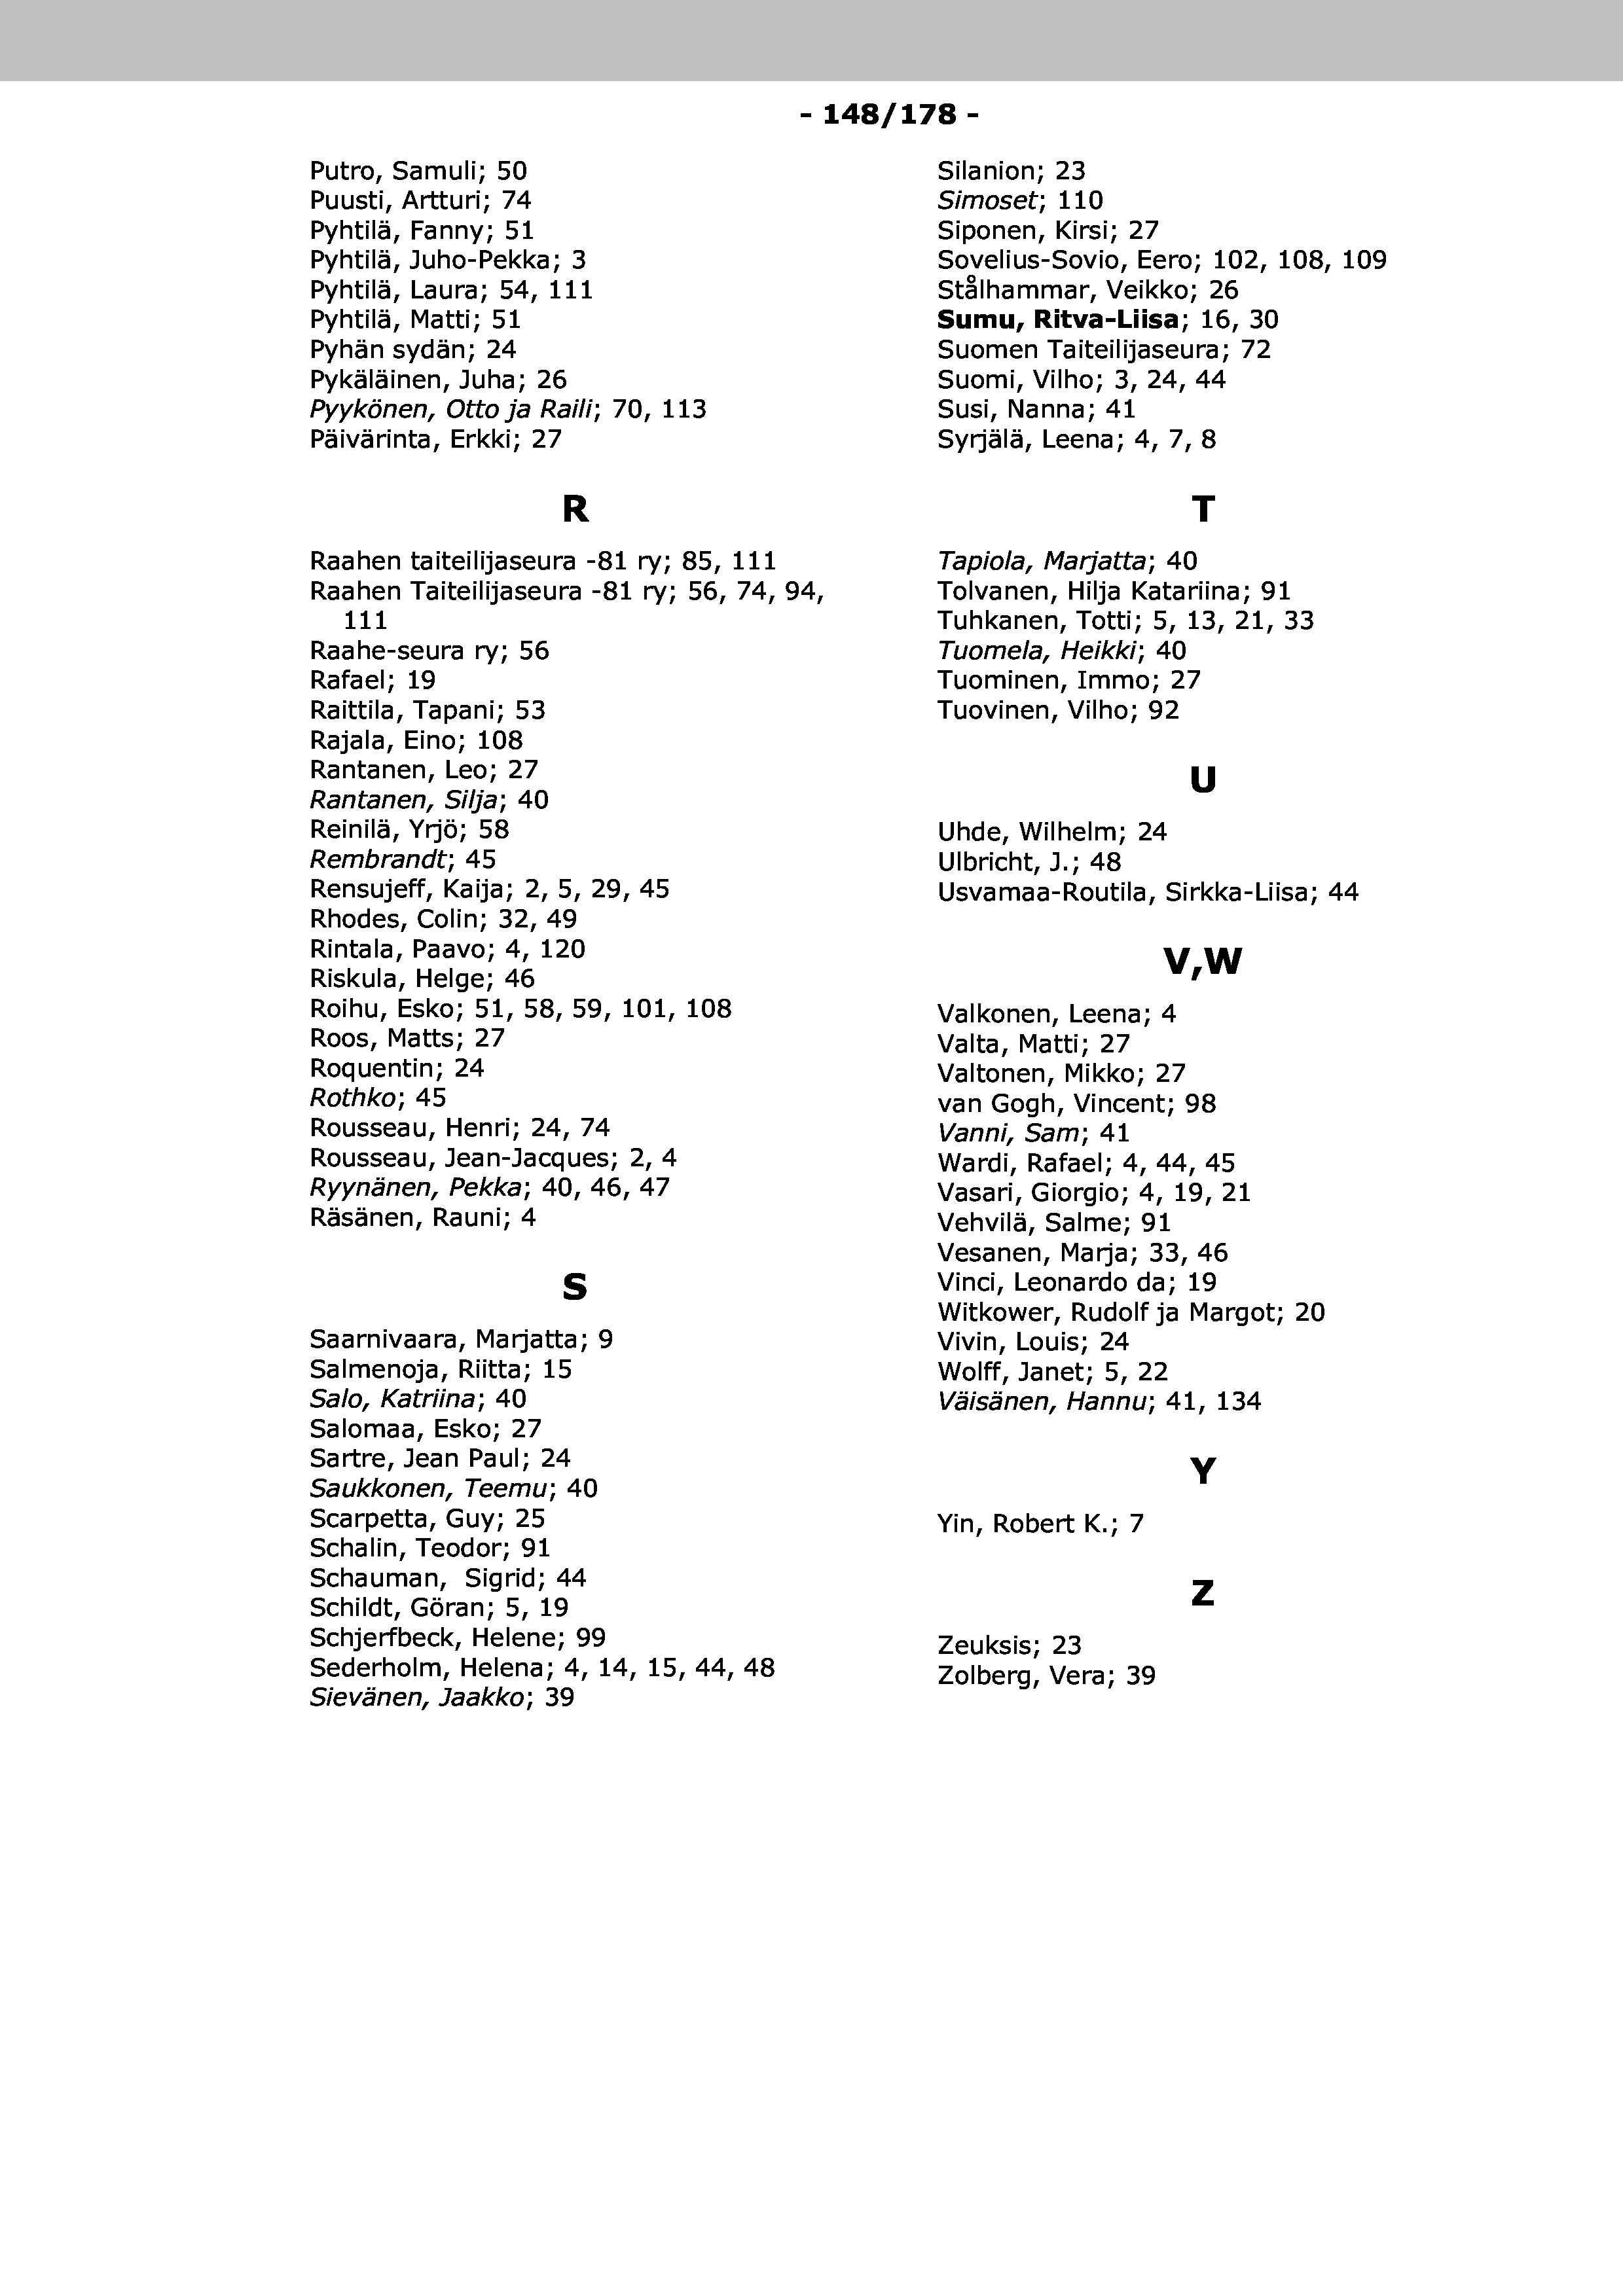 - 148/178 -
Putro, Samuli; 50
Puusti, Artturi; 74
Pyhtilä, Fanny; 51
Pyhtilä, Juho-Pekka; 3
Pyhtilä, Laura; 54, 111
Pyhtilä, Matti; 51
Pyhän sydän; 24
Pykäläinen, Juha; 26
Pyykönen, Otto ja Raili; 70, 113
Päivärinta, Erkki; 27
R
Raahen taiteilijaseura -81 ry; 85, 111
Raahen Taiteilijaseura -81 ry; 56, 74, 94,
111
Raahe-seura ry; 56
Rafael; 19
Raittila, Tapani; 53
Rajala, Eino; 108
Rantanen, Leo; 27
Rantanen, Silja; 40
Reinilä, Yrjö; 58
Rembrandt; 45
Rensujeff, Kaija; 2, 5, 29, 45
Rhodes, Colin; 32, 49
Rintala, Paavo; 4, 120
Riskula, Helge; 46
Roihu, Esko; 51, 58, 59, 101, 108
Roos, Matts; 27
Roquentin; 24
Rothko; 45
Rousseau, Henri; 24, 74
Rousseau, Jean-Jacques; 2, 4
Ryynänen, Pekka; 40, 46, 47
Räsänen, Rauni; 4
S
Saarnivaara, Marjatta; 9
Salmenoja, Riitta; 15
Salo, Katriina; 40
Salomaa, Esko; 27
Sartre, Jean Paul; 24
Saukkonen, Teemu; 40
Scarpetta, Guy; 25
Schalin, Teodor; 91
Schauman,  Sigrid; 44
Schildt, Göran; 5, 19
Schjerfbeck, Helene; 99
Sederholm, Helena; 4, 14, 15, 44, 48
Sievänen, Jaakko; 39
Silanion; 23
Simoset; 110
Siponen, Kirsi; 27
Sovelius-Sovio, Eero; 102, 108, 109
Stålhammar, Veikko; 26
Sumu, Ritva-Liisa; 16, 30
Suomen Taiteilijaseura; 72
Suomi, Vilho; 3, 24, 44
Susi, Nanna; 41
Syrjälä, Leena; 4, 7, 8
T
Tapiola, Marjatta; 40
Tolvanen, Hilja Katariina; 91
Tuhkanen, Totti; 5, 13, 21, 33
Tuomela, Heikki; 40
Tuominen, Immo; 27
Tuovinen, Vilho; 92
U
Uhde, Wilhelm; 24
Ulbricht, J.; 48
Usvamaa-Routila, Sirkka-Liisa; 44
V,W
Valkonen, Leena; 4
Valta, Matti; 27
Valtonen, Mikko; 27
van Gogh, Vincent; 98
Vanni, Sam; 41
Wardi, Rafael; 4, 44, 45
Vasari, Giorgio; 4, 19, 21
Vehvilä, Salme; 91
Vesanen, Marja; 33, 46
Vinci, Leonardo da; 19
Witkower, Rudolf ja Margot; 20
Vivin, Louis; 24
Wolff, Janet; 5, 22
Väisänen, Hannu; 41, 134
Y
Yin, Robert K.; 7
Z
Zeuksis; 23
Zolberg, Vera; 39